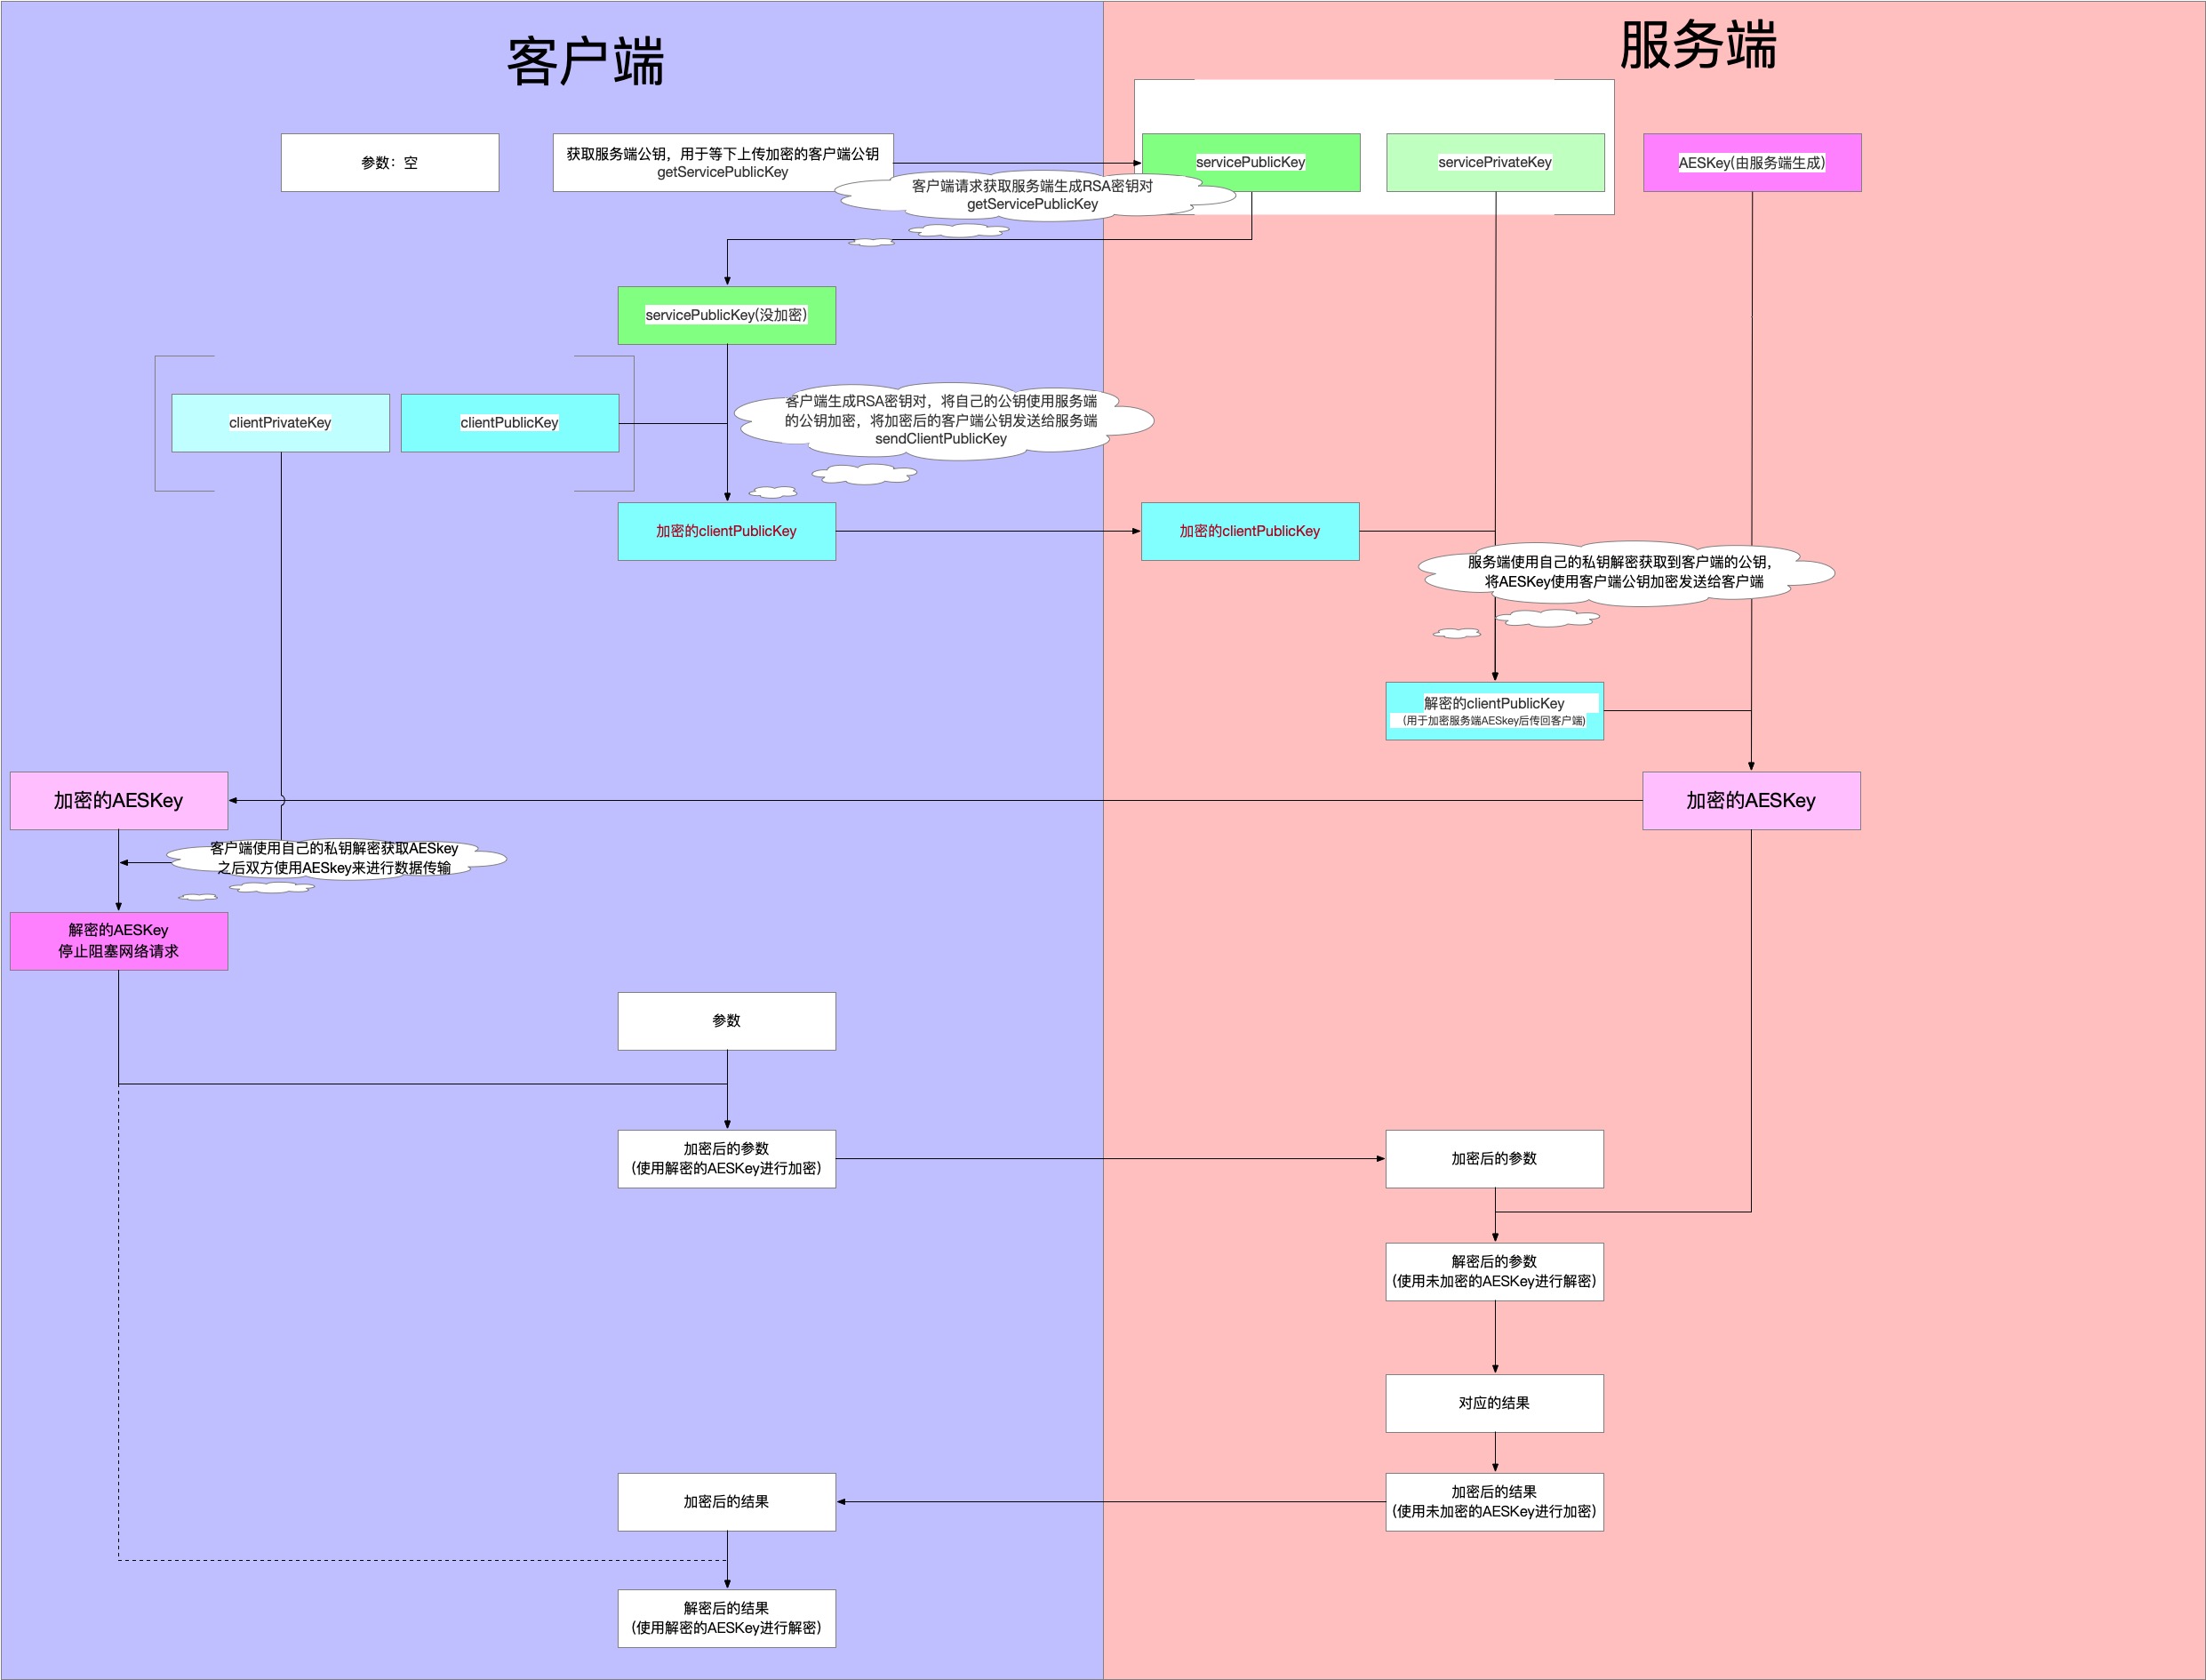 客户端
服务端
参数：空
获取服务端公钥，用于等下上传加密的客户端公钥
getServicePublicKey
servicePublicKey
servicePrivateKey
AESKey(由服务端生成)
客户端请求获取服务端生成RSA密钥对
getServicePublicKey
servicePublicKey(没加密)
clientPrivateKey
clientPublicKey
客户端生成RSA密钥对，将自己的公钥使用服务端
的公钥加密，将加密后的客户端公钥发送给服务端
sendClientPublicKey
加密的clientPublicKey
加密的clientPublicKey
服务端使用自己的私钥解密获取到客户端的公钥，
将AESKey使用客户端公钥加密发送给客户端
解密的clientPublicKey
(用于加密服务端AESkey后传回客户端)
加密的AESKey
加密的AESKey
客户端使用自己的私钥解密获取AESkey
之后双方使用AESkey来进行数据传输
解密的AESKey
停止阻塞网络请求
参数
加密后的参数
(使用解密的AESKey进行加密)
加密后的参数
解密后的参数
(使用未加密的AESKey进行解密)
对应的结果
加密后的结果
加密后的结果
(使用未加密的AESKey进行加密)
解密后的结果
(使用解密的AESKey进行解密)